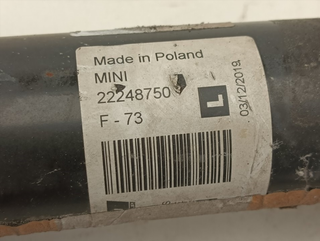 Made in Poland
MINI
22248750
L
F - 73
03/12/2019